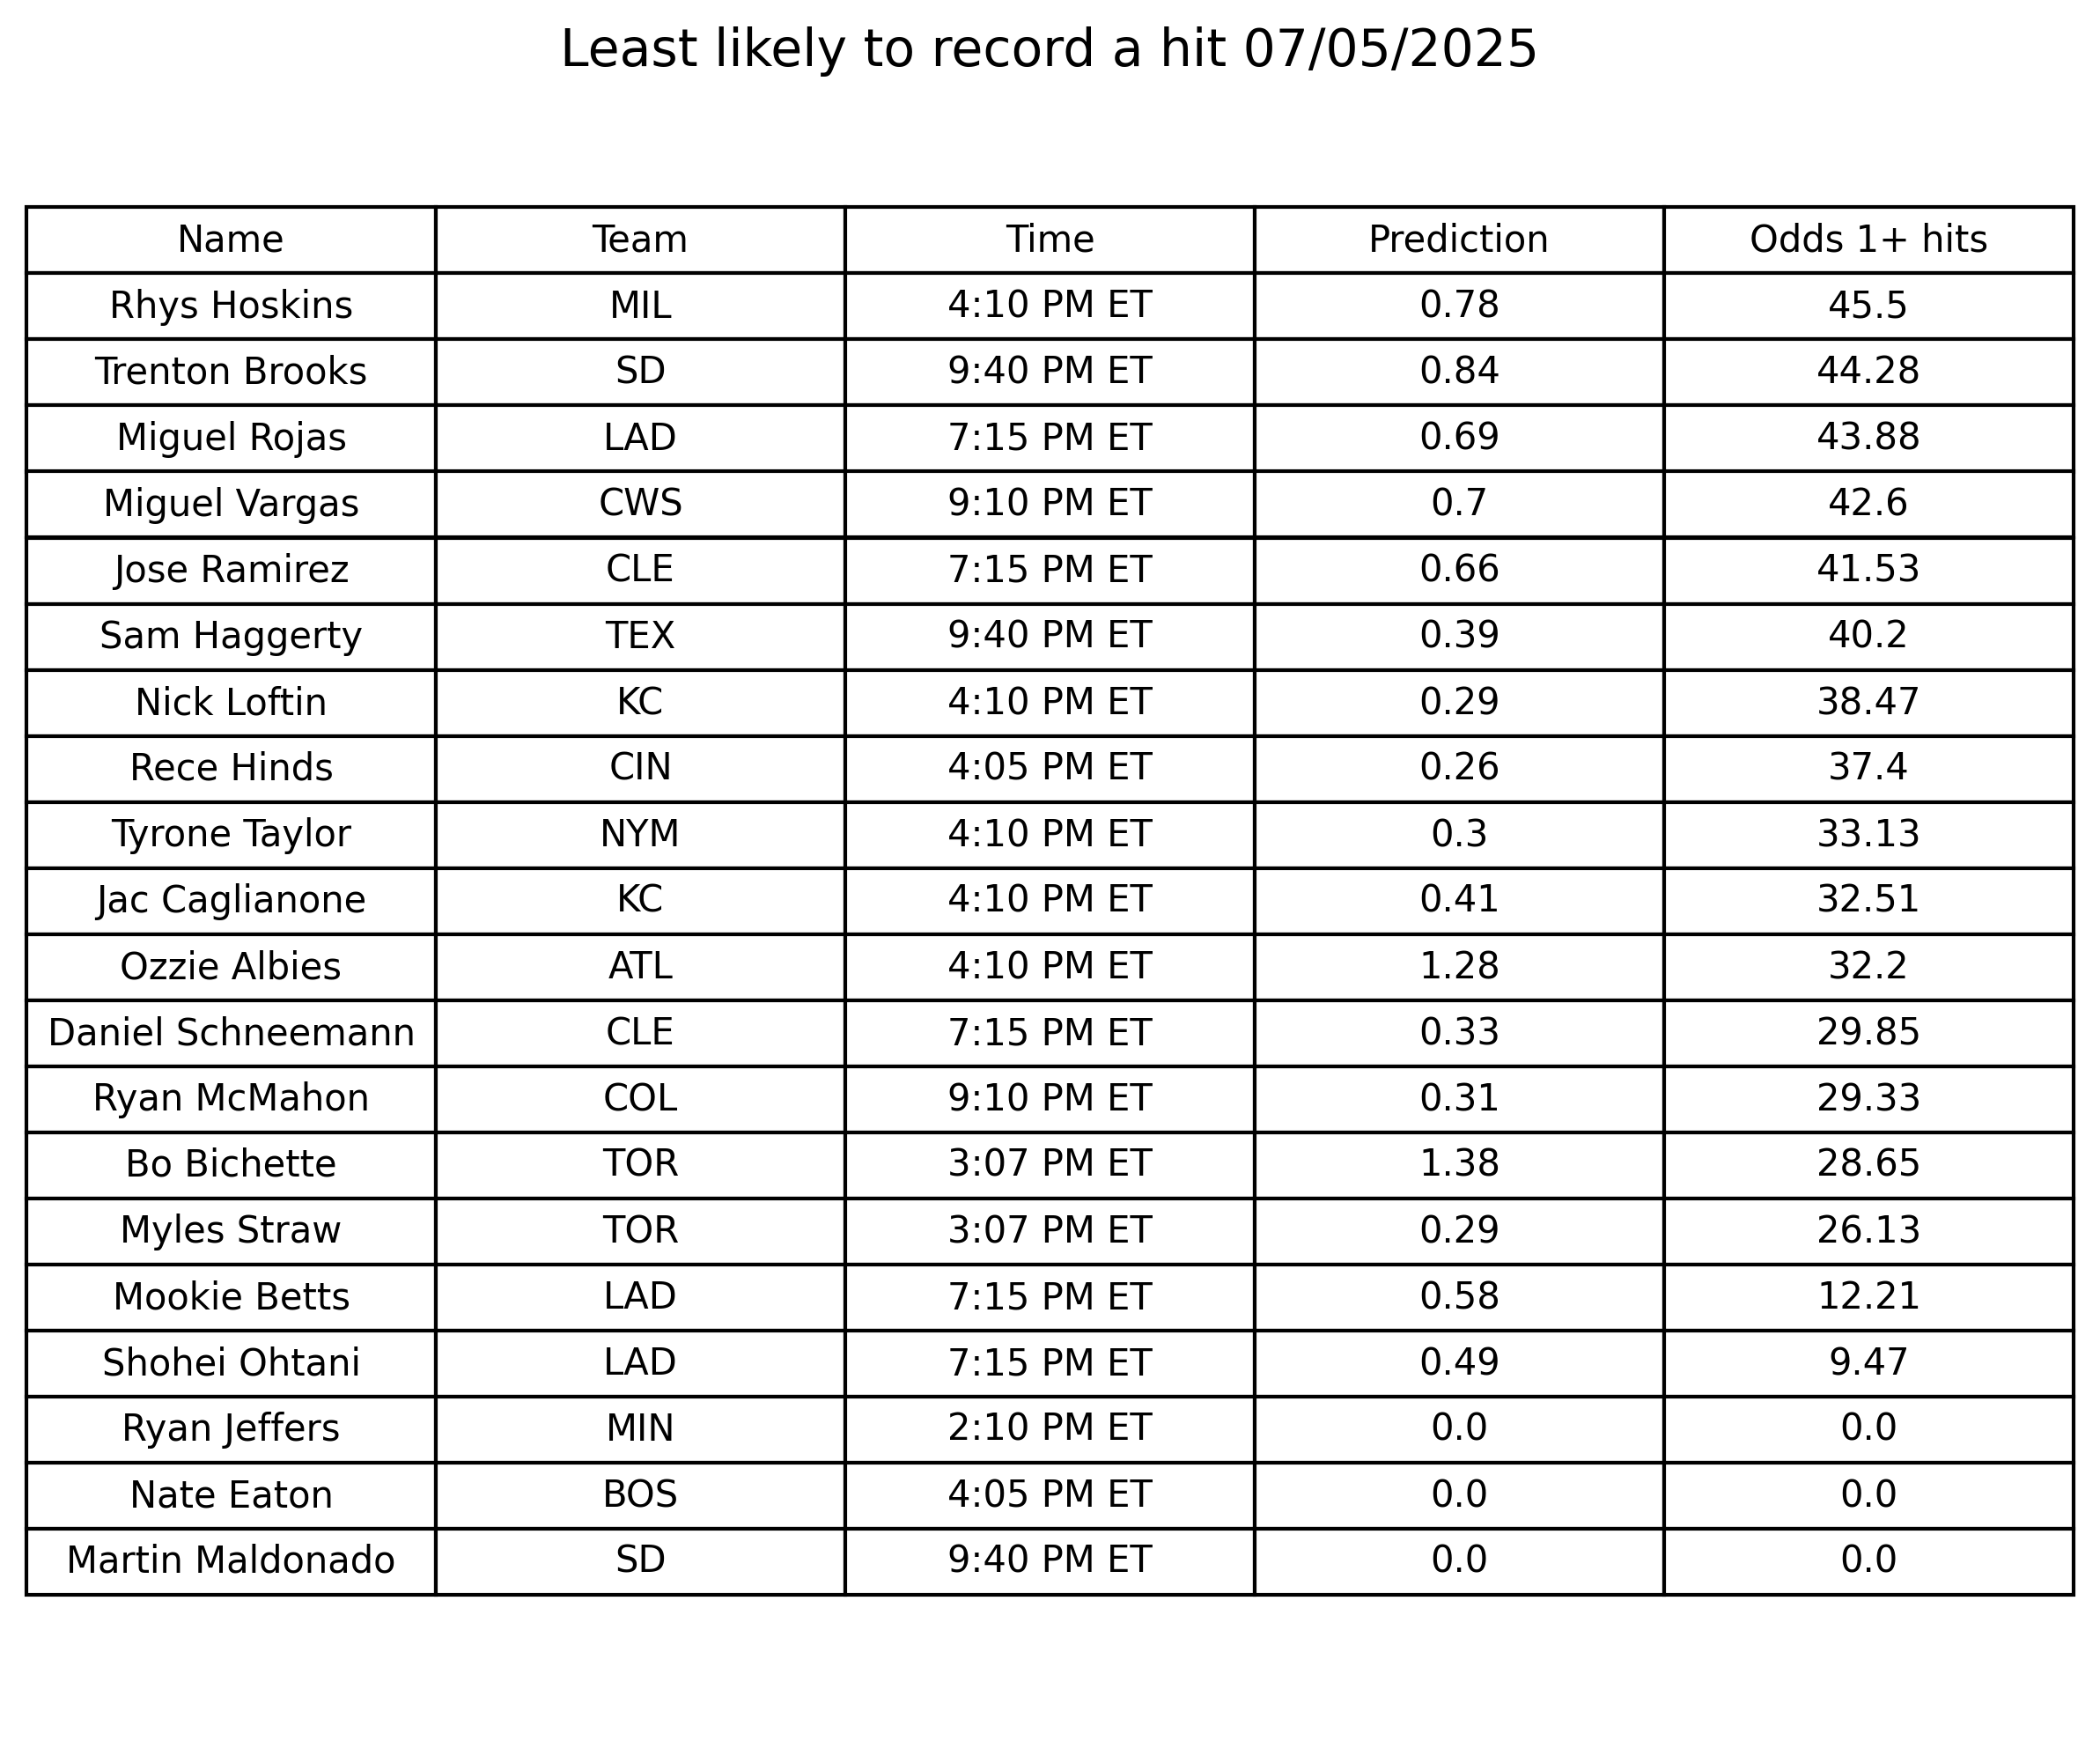 Least likely to record a hit 07/05/2025
Name Team Time Prediction Odds 1+ hits
Rhys Hoskins MIL 4:10 PM ET 0.78 45.5
Trenton Brooks SD 9:40 PM ET 0.84 44.28
Miguel Rojas LAD 7:15 PM ET 0.69 43.88
Miguel Vargas CWS 9:10 PM ET 0.7 42.6
Jose Ramirez CLE 7:15 PM ET 0.66 41.53
Sam Haggerty TEX 9:40 PM ET 0.39 40.2
Nick Loftin KC 4:10 PM ET 0.29 38.47
Rece Hinds CIN 4:05 PM ET 0.26 37.4
Tyrone Taylor NYM 4:10 PM ET 0.3 33.13
Jac Caglianone KC 4:10 PM ET 0.41 32.51
Ozzie Albies ATL 4:10 PM ET 1.28 32.2
Daniel Schneemann CLE 7:15 PM ET 0.33 29.85
Ryan McMahon COL 9:10 PM ET 0.31 29.33
Bo Bichette TOR 3:07 PM ET 1.38 28.65
Myles Straw TOR 3:07 PM ET 0.29 26.13
Mookie Betts LAD 7:15 PM ET 0.58 12.21
Shohei Ohtani LAD 7:15 PM ET 0.49 9.47
Ryan Jeffers MIN 2:10 PM ET 0.0 0.0
Nate Eaton BOS 4:05 PM ET 0.0 0.0
Martin Maldonado SD 9:40 PM ET 0.0 0.0